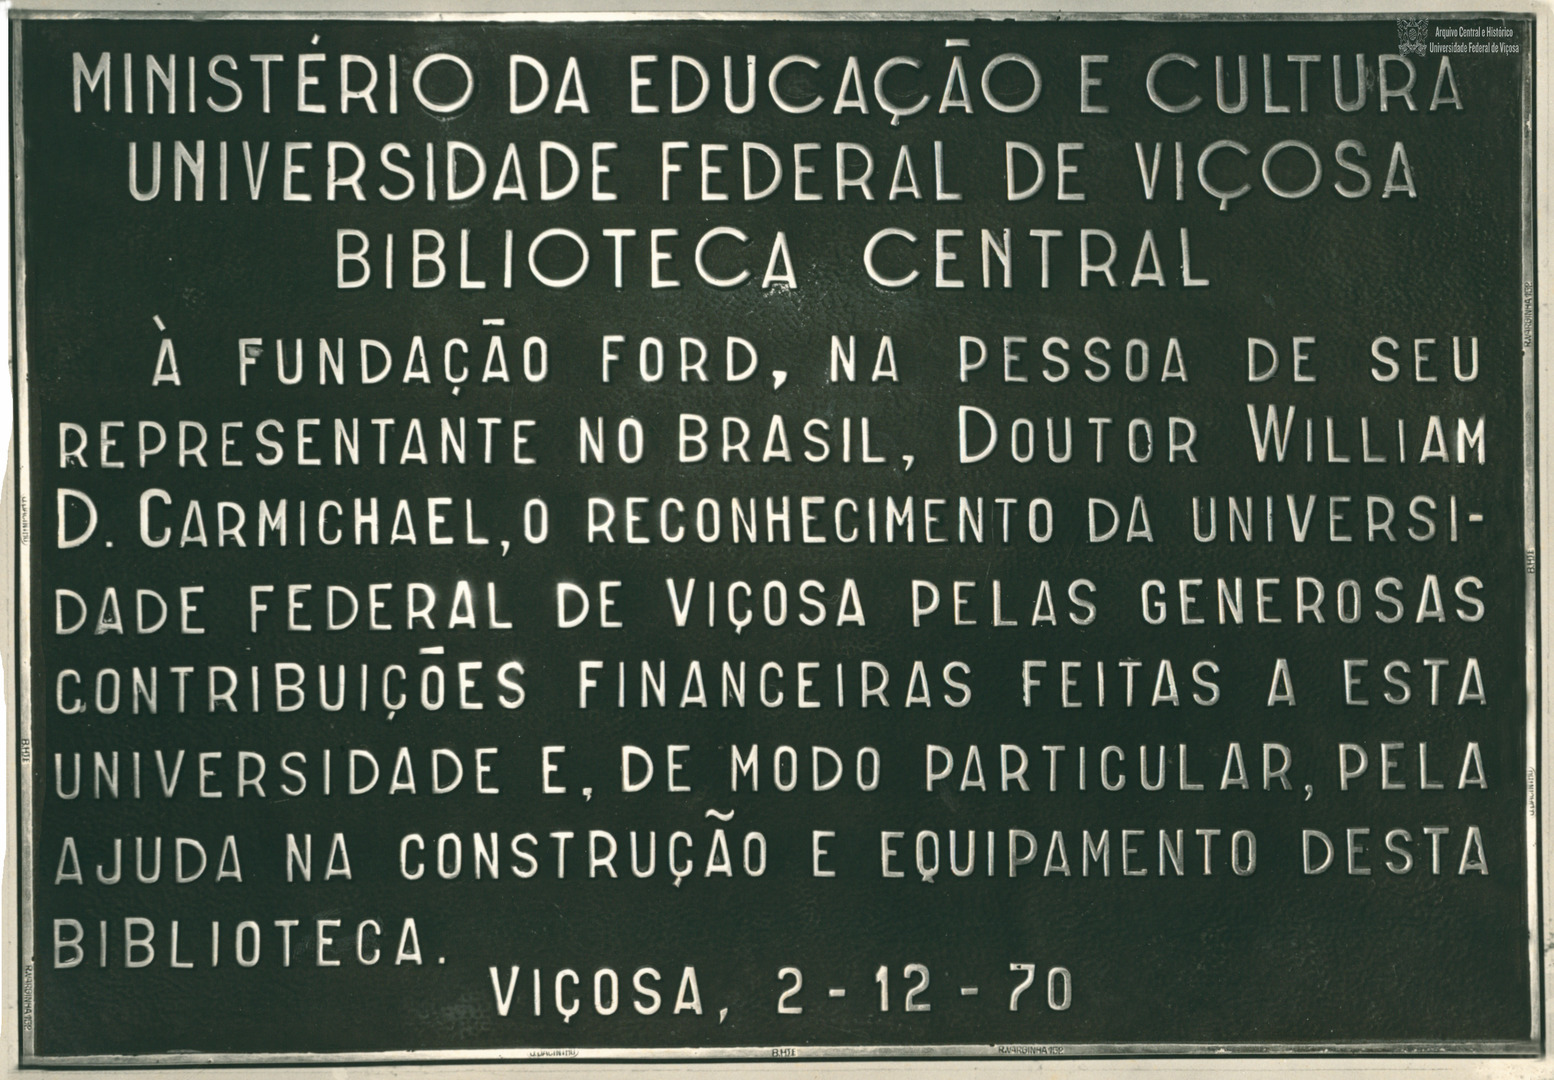 Arquivo Central e Histórico
Universidade Federal de Viçosa
MINISTÉRIO DA EDUCAÇÃO E CULTURA
UNIVERSIDADE FEDERAL DE VIÇOSA
BIBLIOTECA CENTRAL
À FUNDAÇÃO FORD, NA PESSOA DE SEU
REPRESENTANTE NO BRASIL, DOUTOR WILLIAM
D. CARMICHAEL, O RECONHECIMENTO DA UNIVERSI-
DADE FEDERAL DE VIÇOSA PELAS GENEROSAS
CONTRIBUIÇÕES FINANCEIRAS FEITAS A ESTA
UNIVERSIDADE E, DE MODO PARTICULAR, PELA
AJUDA NA CONSTRUÇÃO E EQUIPAMENTO DESTA
BIBLIOTECA.
VIÇOSA, 2-12-70